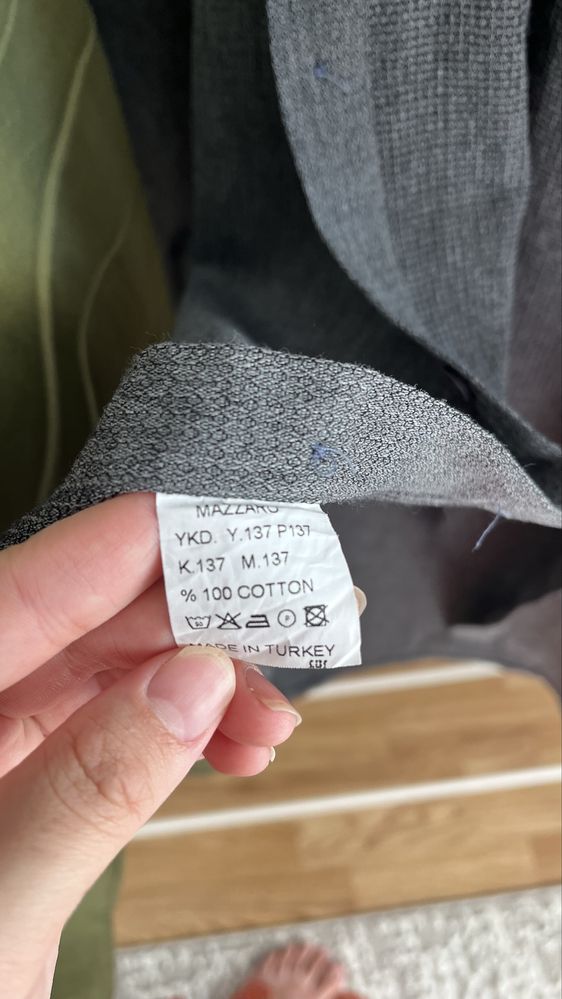 MAZZARO
YKD. Y.137 P137
K.137 M.137
% 100 COTTON
MADE IN TURKEY